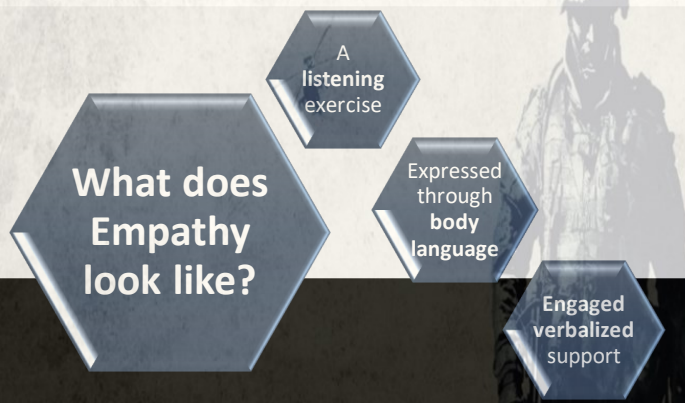 What does
Empathy
look like?
A
listening
exercise
Expressed
through
body
language
Engaged
verbalized
support